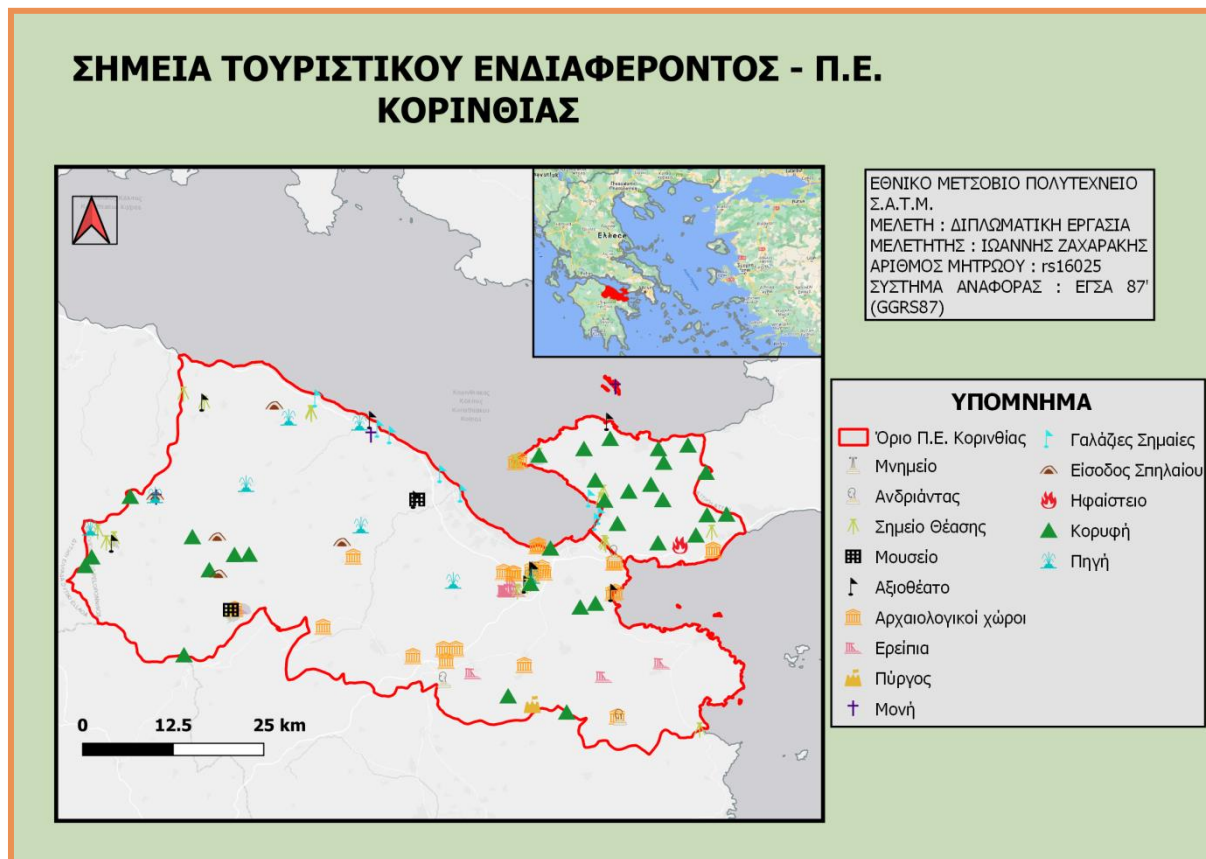 ΣΗΜΕΙΑ ΤΟΥΡΙΣΤΙΚΟΥ ΕΝΔΙΑΦΕΡΟΝΤΟΣ - Π.Ε.
ΚΟΡΙΝΘΙΑΣ
Ελλάς
ΕΘΝΙΚΟ ΜΕΤΣΟΒΙΟ ΠΟΛΥΤΕΧΝΕΙΟ
Σ.Α.Τ.Μ.
ΜΕΛΕΤΗ : ΔΙΠΛΩΜΑΤΙΚΗ ΕΡΓΑΣΙΑ
ΜΕΛΕΤΗΤΗΣ : ΙΩΑΝΝΗΣ ΖΑΧΑΡΑΚΗΣ
ΑΡΙΘΜΟΣ ΜΗΤΡΩΟΥ : rs16025
ΣΥΣΤΗΜΑ ΑΝΑΦΟΡΑΣ : ΕΓΣΑ 87'
(GGRS87)
ΥΠΟΜΝΗΜΑ
Όριο Π.Ε. Κορινθίας
Μνημείο
Ανδριάντας
Σημείο Θέασης
Μουσείο
Αξιοθέατο
Αρχαιολογικοί χώροι
Ερείπια
Πύργος
Μονή
Γαλάζιες Σημαίες
Είσοδος Σπηλαίου
Ηφαίστειο
Κορυφή
Πηγή
0 12.5 25 km